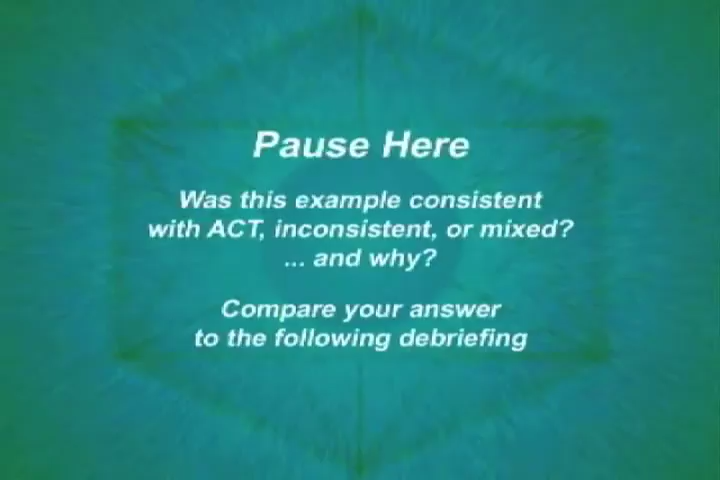 Pause Here
Was this example consistent
with ACT, inconsistent, or mixed?
... and why?
Compare your answer
to the following debriefing